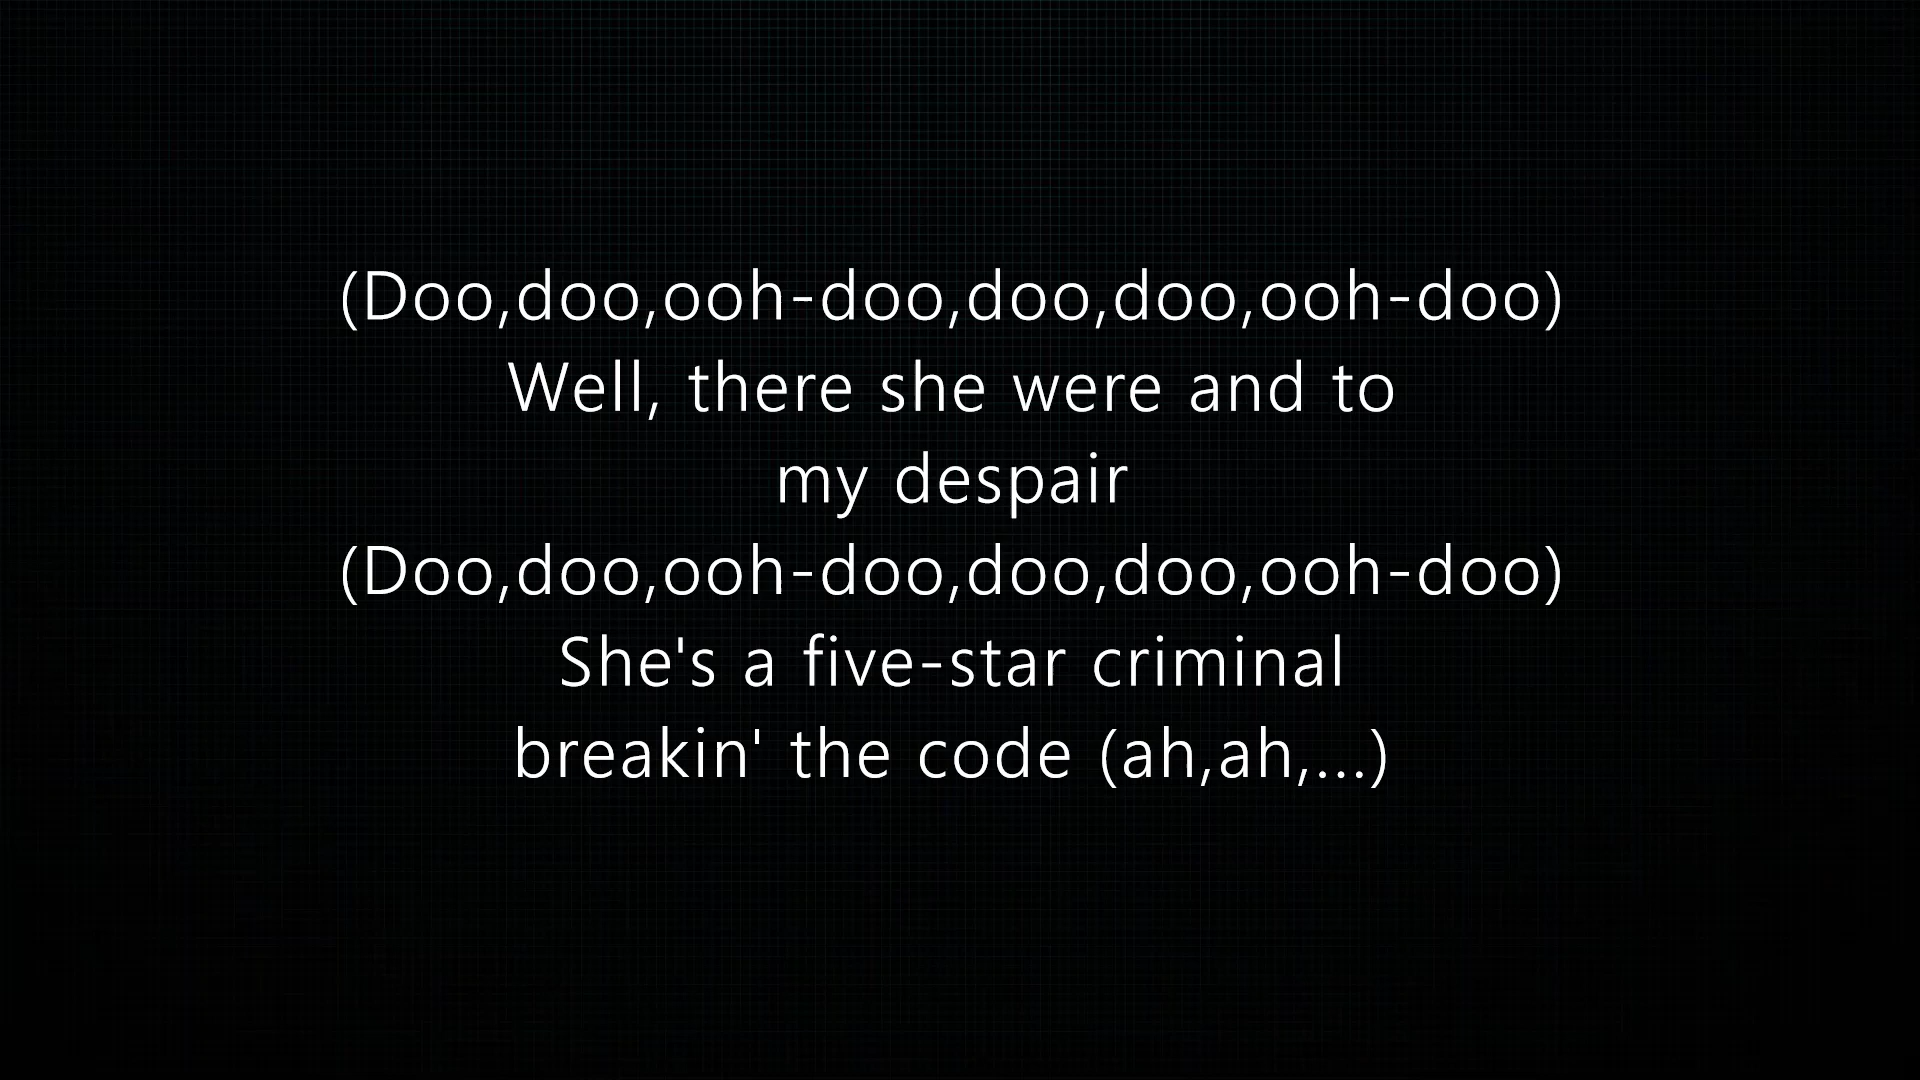 (Doo,doo,ooh-doo,doo,doo,ooh-doo)
Well, there she were and to
my despair
(Doo,doo,ooh-doo,doo,doo,ooh-doo)
She's a five-star criminal
breakin' the code (ah,ah,...)